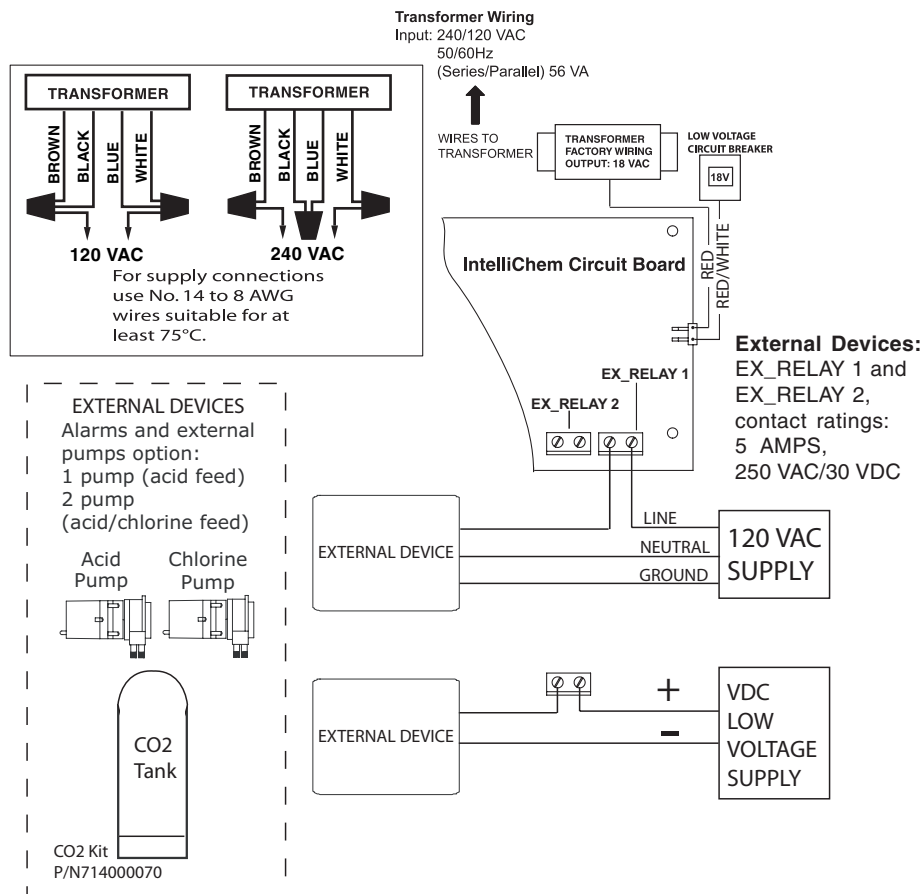 Transformer Wiring
Input: 240/120 VAC
50/60Hz
(Series/Parallel) 56 VA
TRANSFORMER
BROWN
BLACK
BLUE
WHITE
120 VAC
TRANSFORMER
BROWN
BLACK
BLUE
WHITE
240 VAC
For supply connections
use No. 14 to 8 AWG
wires suitable for at
least 75°C.
WIRES TO
TRANSFORMER
TRANSFORMER
FACTORY WIRING
OUTPUT: 18 VAC
LOW VOLTAGE
CIRCUIT BREAKER
18V
RED
RED/WHITE
IntelliChem Circuit Board
EX_RELAY 1
EX_RELAY 2
External Devices:
EX_RELAY 1 and
EX_RELAY 2,
contact ratings:
5 AMPS,
250 VAC/30 VDC
EXTERNAL DEVICES
Alarms and external
pumps option:
1 pump (acid feed)
2 pump
(acid/chlorine feed)
Acid
Pump
Chlorine
Pump
CO2
Tank
CO2 Kit
P/N714000070
EXTERNAL DEVICE
LINE
NEUTRAL
GROUND
120 VAC
SUPPLY
EXTERNAL DEVICE
+
-
VDC
LOW
VOLTAGE
SUPPLY